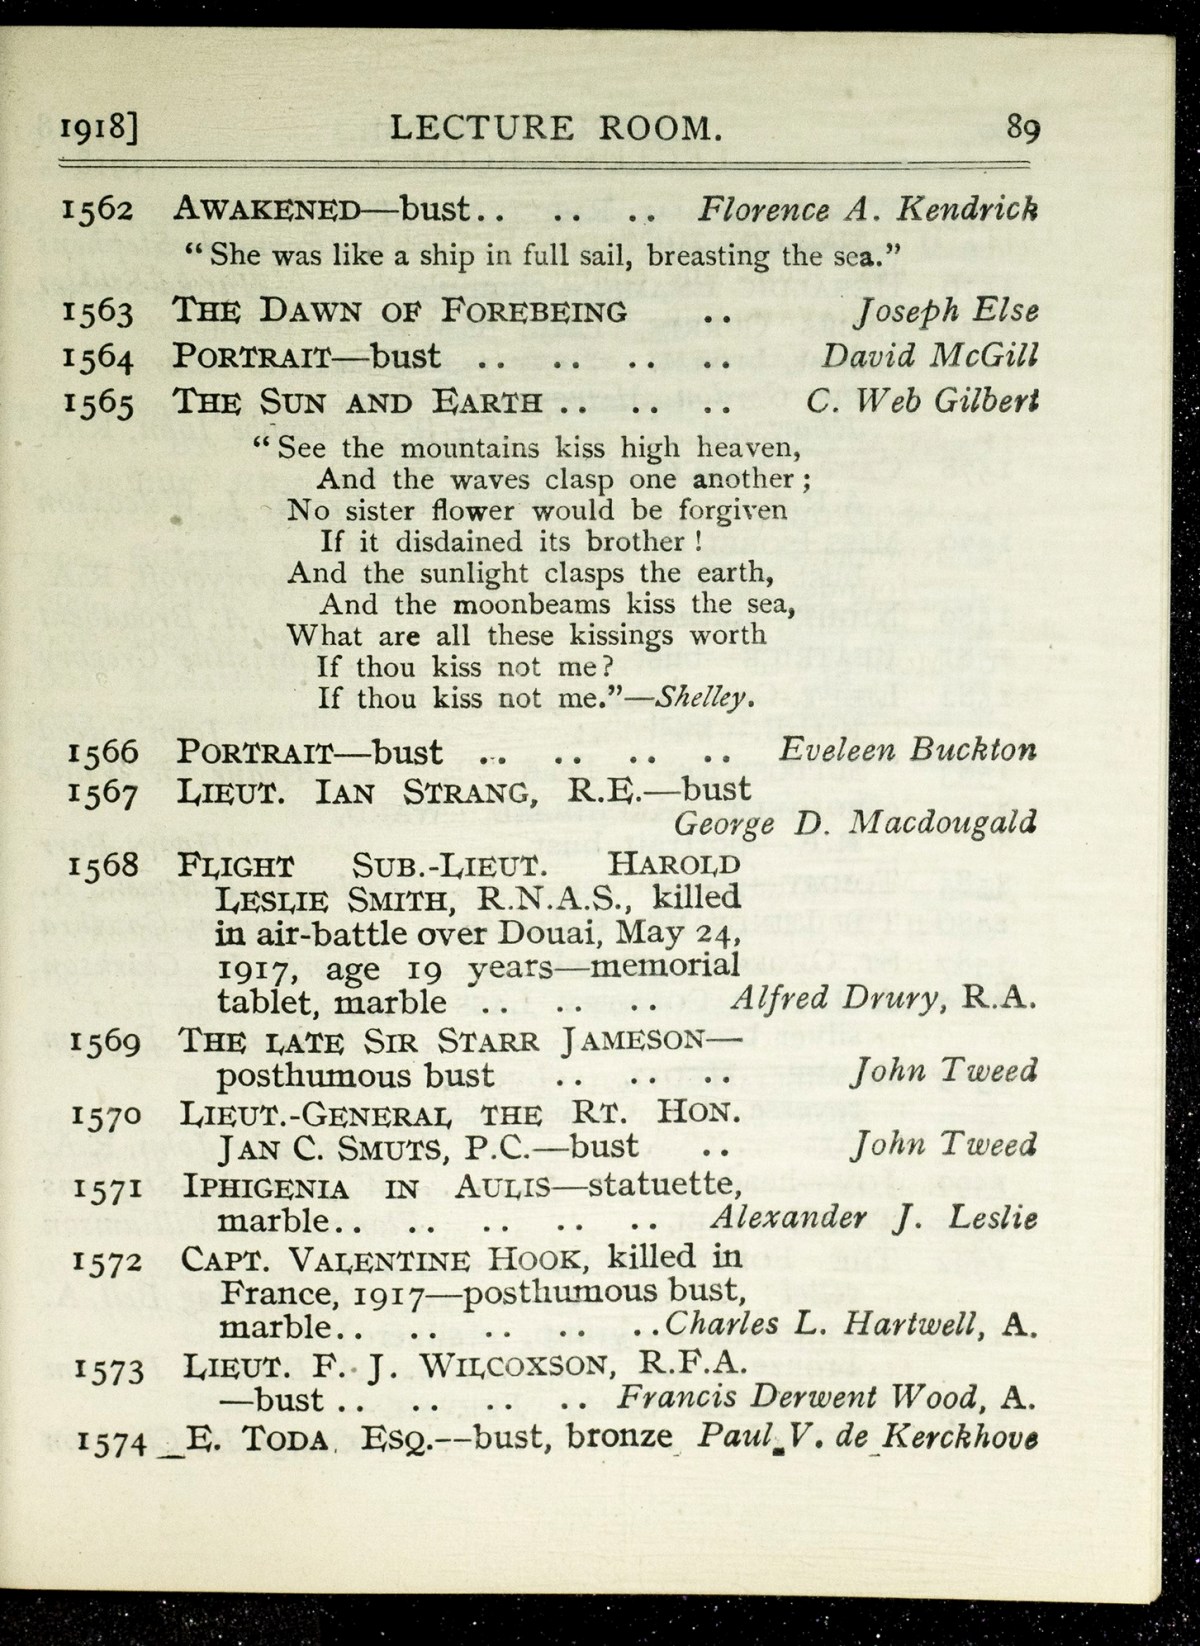 1918] LECTURE ROOM. 89
1562 AWAKENED—bust.. .. .. Florence A. Kendrick
“ She was like a ship in full sail, breasting the sea.”
1563 THE DAWN OF FOREBEING .. Joseph Else
1564 PORTRAIT—bust .. .. .. .. David McGill
1565 THE SUN AND EARTH .. .. .. C. Web Gilbert
“ See the mountains kiss high heaven,
And the waves clasp one another ;
No sister flower would be forgiven
If it disdained its brother !
And the sunlight clasps the earth,
And the moonbeams kiss the sea,
What are all these kissings worth
If thou kiss not me?
If thou kiss not me.”—Shelley.
1566 PORTRAIT—bust .. .. .. .. Eveleen Buckton
1567 LIEUT. IAN STRANG, R.E.—bust
George D. Macdougald
1568 FLIGHT SUB.-LIEUT. HAROLD
LESLIE SMITH, R.N.A.S., killed
in air-battle over Douai, May 24,
1917, age 19 years—memorial
tablet, marble .. .. .. Alfred Drury, R.A.
1569 THE LATE SIR STARR JAMESON—
posthumous bust .. .. .. John Tweed
1570 LIEUT.-GENERAL THE RT. HON.
JAN C. SMUTS, P.C.—bust .. John Tweed
1571 IPHIGENIA IN AULIS—statuette,
marble.. .. .. .. .. Alexander J. Leslie
1572 CAPT. VALENTINE HOOK, killed in
France, 1917—posthumous bust,
marble.. .. .. .. ..Charles L. Hartwell, A.
1573 LIEUT. F. J. WILCOXSON, R.F.A.
—bust .. .. .. .. Francis Derwent Wood, A.
1574 E. TODA, ESQ.—bust, bronze Paul V. de Kerckhove